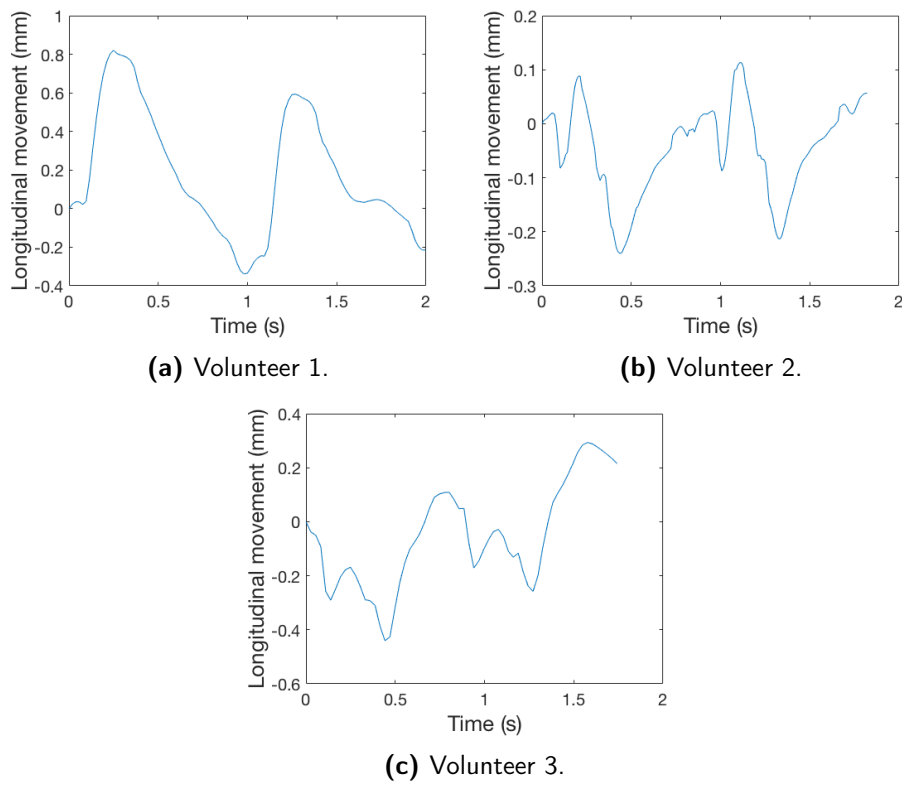 Longitudinal movement (mm)
1
0.8
0.6
0.4
0.2
0
-0.2
-0.4
0 0.5 1 1.5 2
Time (s)
(a) Volunteer 1.
Longitudinal movement (mm)
0.2
0.1
0
-0.1
-0.2
-0.3
0 0.5 1 1.5 2
Time (s)
(b) Volunteer 2.
Longitudinal movement (mm)
0.4
0.2
0
-0.2
-0.4
-0.6
0 0.5 1 1.5 2
Time (s)
(c) Volunteer 3.